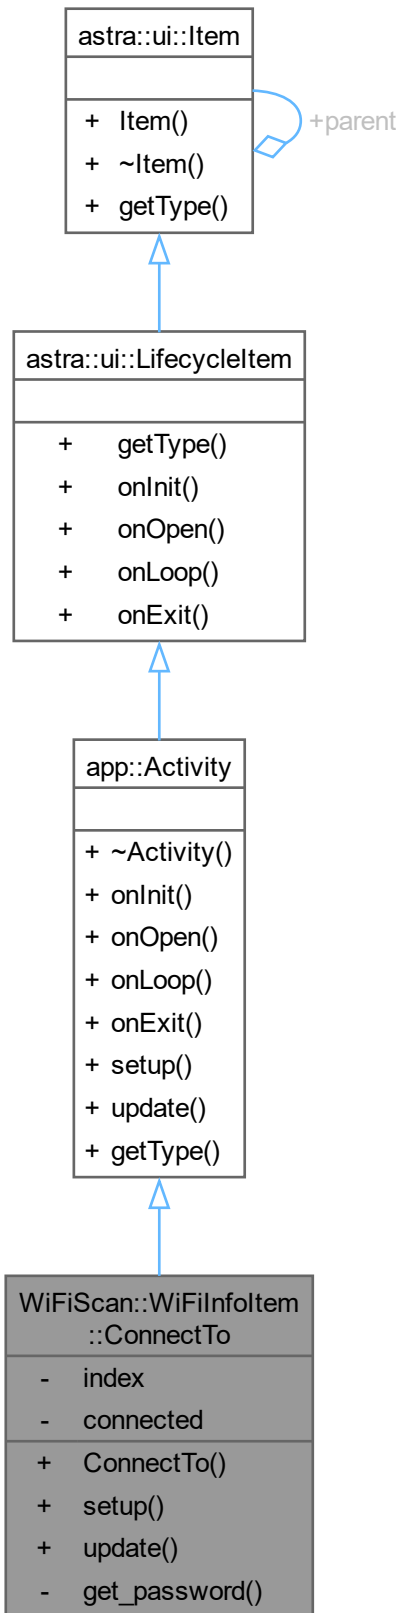 astra::ui::Item
+ Item()
+ ~Item()
+ getType()
+parent
astra::ui::LifecycleItem
+ getType()
+ onInit()
+ onOpen()
+ onLoop()
+ onExit()
app::Activity
+ ~Activity()
+ onInit()
+ onOpen()
+ onLoop()
+ onExit()
+ setup()
+ update()
+ getType()
WiFiScan::WiFiInfoItem
::ConnectTo
- index
- connected
+ ConnectTo()
+ setup()
+ update()
- get_password()